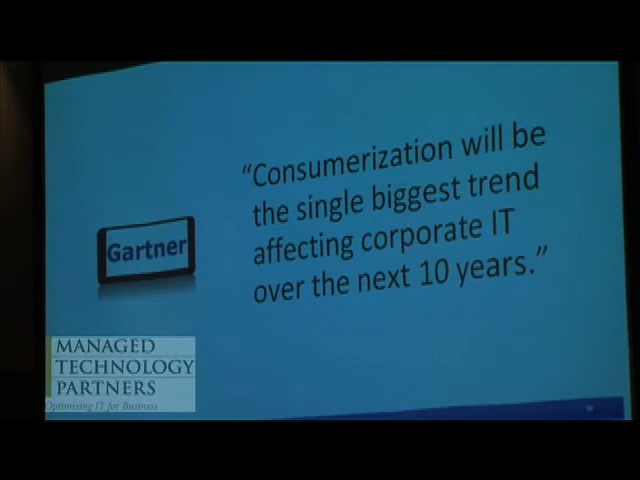 “Consumerization will be
the single biggest trend
affecting corporate IT
over the next 10 years.”
Gartner
MANAGED
TECHNOLOGY
PARTNERS
Optimizing IT for Business